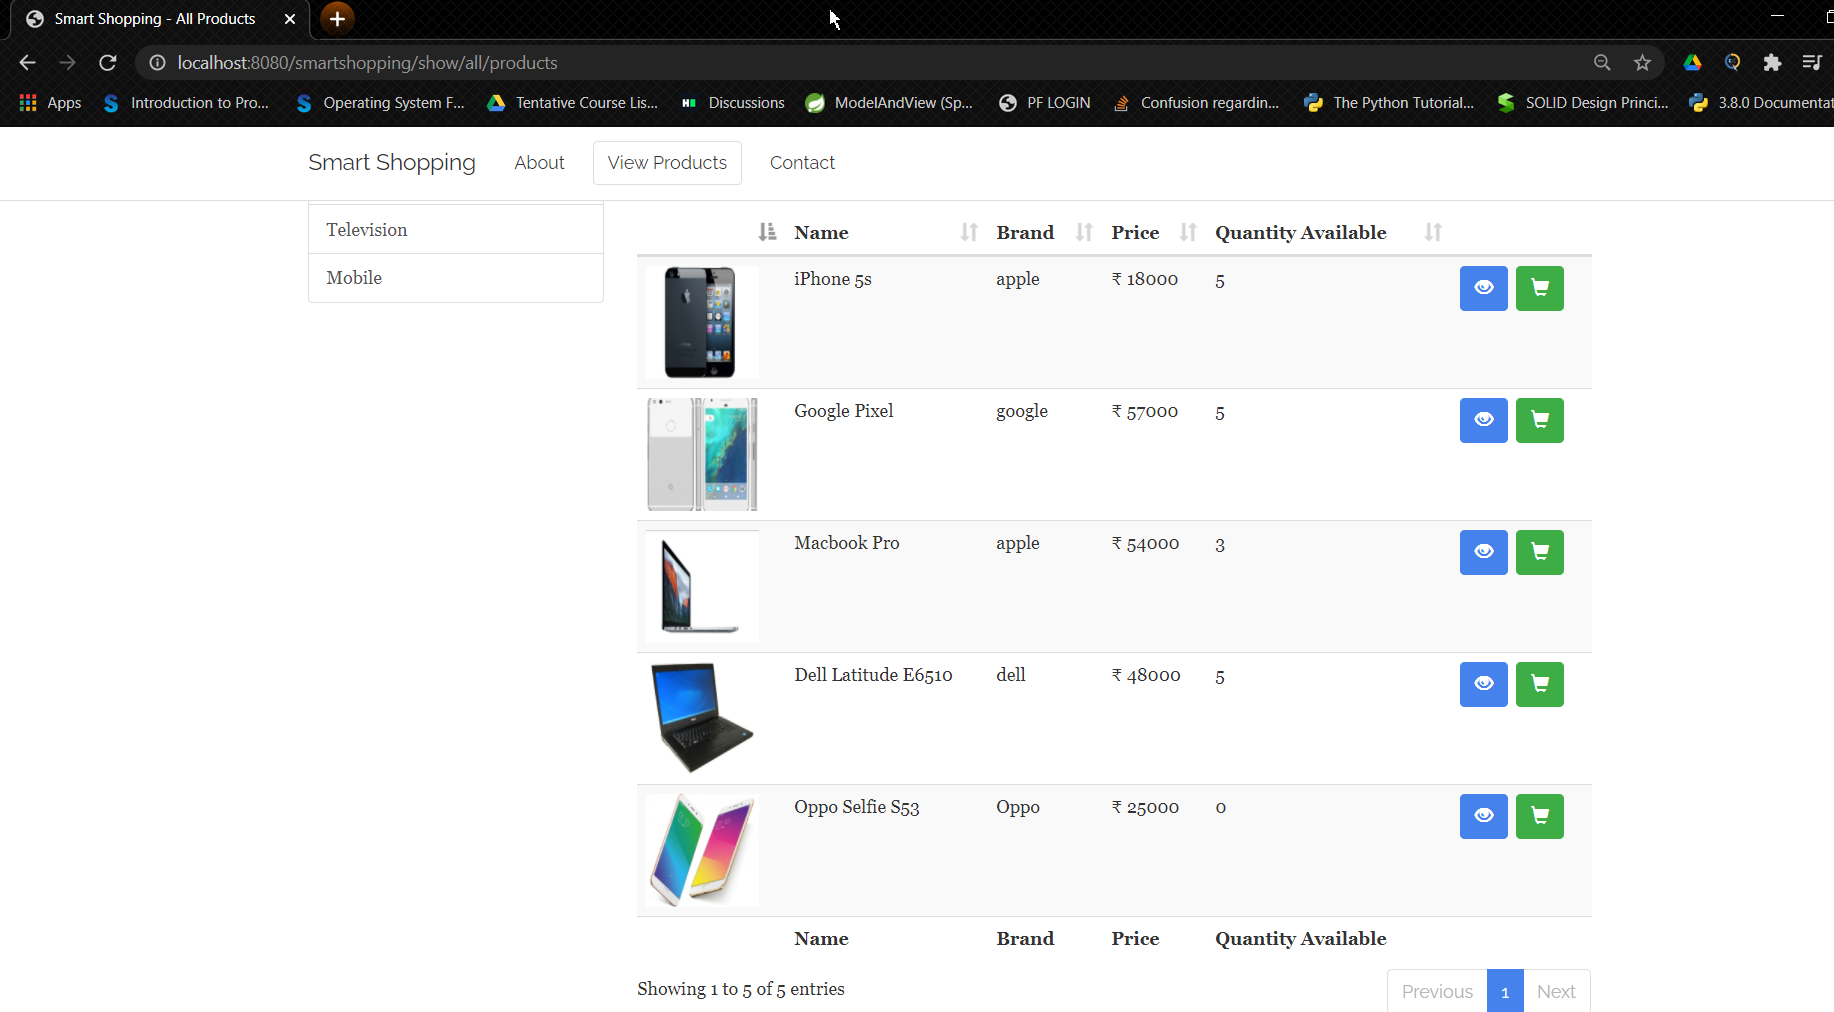 Smart Shopping - All Products
localhost:8080/smartshopping/show/all/products
Apps Introduction to Pro... Operating System F... Tentative Course Lis... Discussions ModelAndView (Sp... PF LOGIN Confusion regardin... The Python Tutorial... SOLID Design Princi... 3.8.0 Documentat
Smart Shopping About View Products Contact
Television
Mobile
Name Brand Price Quantity Available
iPhone 5s apple ₹ 18000 5
Google Pixel google ₹ 57000 5
Macbook Pro apple ₹ 54000 3
Dell Latitude E6510 dell ₹ 48000 5
Oppo Selfie S53 Oppo ₹ 25000 0
Name Brand Price Quantity Available
Showing 1 to 5 of 5 entries
Previous 1 Next